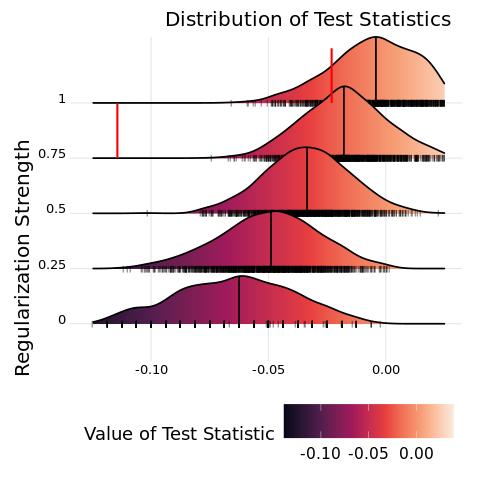 Distribution of Test Statistics
Regularization Strength
1
0.75
0.5
0.25
0
-0.10 -0.05 0.00
Value of Test Statistic
-0.10 -0.05 0.00